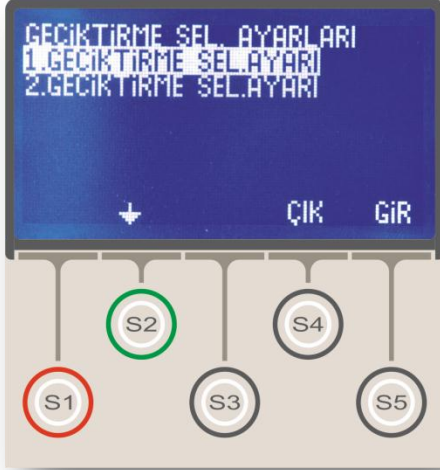 GECİKTİRME SEL. AYARLARI
1.GECİKTİRME SEL.AYARI
2.GECİKTİRME SEL.AYARI
ÇIK GİR
S2 S4
S1 S3 S5